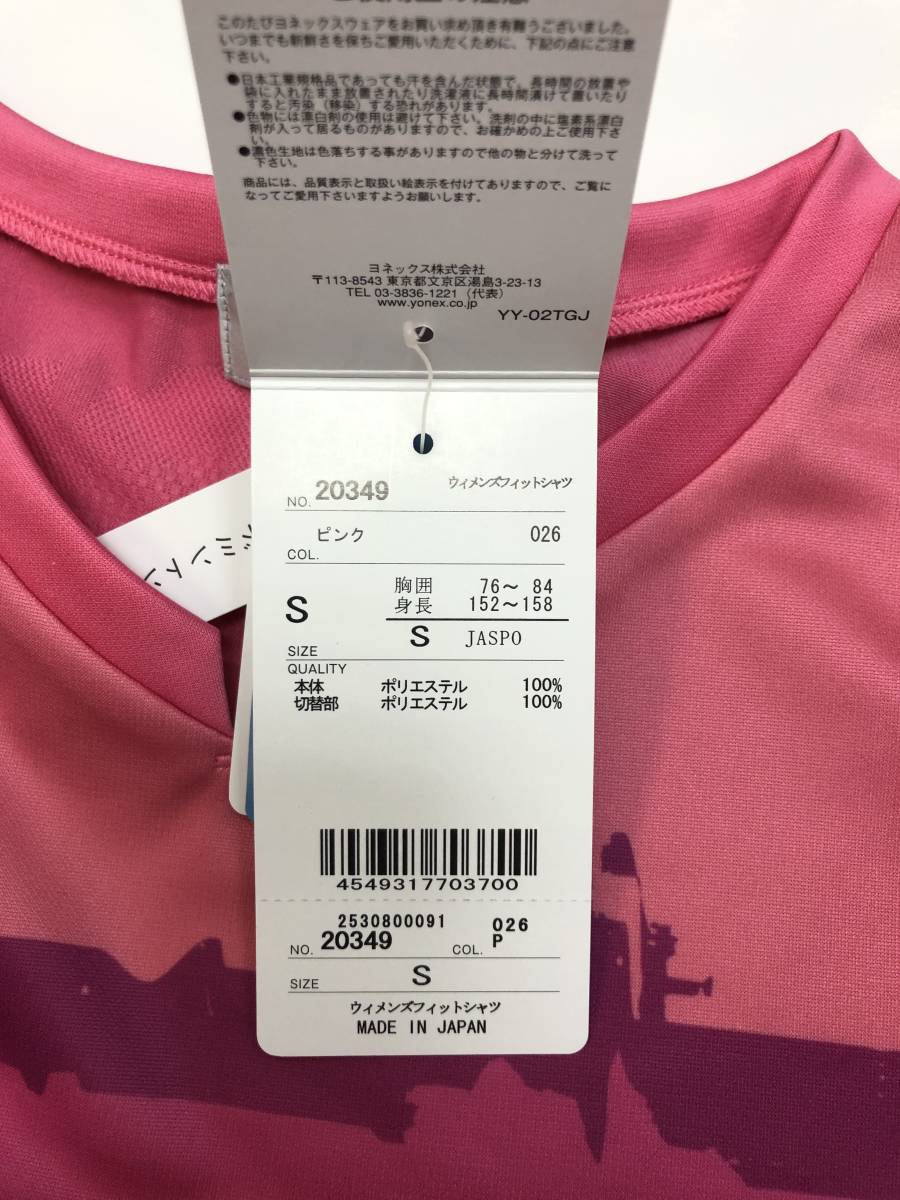 このたびヨネックスウェアをお買い求め頂き有難うございました。
いつまでも新鮮さを保ちご愛用いただくために、下記の点にご注意
下さい。
●日本工業規格品であっても汗を含んだ状態で、長時間の放置や
袋に入れたまま放置されたり洗濯液に長時間漬けて置いたり
すると汚染(移染)する恐れがあります。
●色物には漂白剤の使用は避けて下さい。洗剤の中に塩素系漂白
剤が入って居るものがありますので、お確かめの上ご使用下さ
い。
●濃色生地は色落ちする事がありますので他の物と分けて洗って
下さい。
商品には、品質表示と取扱い絵表示を付けてありますので、ご覧に
なってご愛用下さいますようお願いします。
ヨネックス株式会社
〒113-8543 東京都文京区湯島3-23-13
TEL 03-3836-1221(代表)
www.yonex.co.jp
YY-02TGJ
NO. 20349 ウィメンズフィットシャツ
ピンク 026
COL.
胸囲 76～ 84
身長 152～158
S
S JASPO
SIZE
QUALITY
本体 ポリエステル 100%
切替部 ポリエステル 100%
ドミントン
4549317703700
2530800091 026
NO. 20349 COL. P
SIZE S
ウィメンズフィットシャツ
MADE IN JAPAN